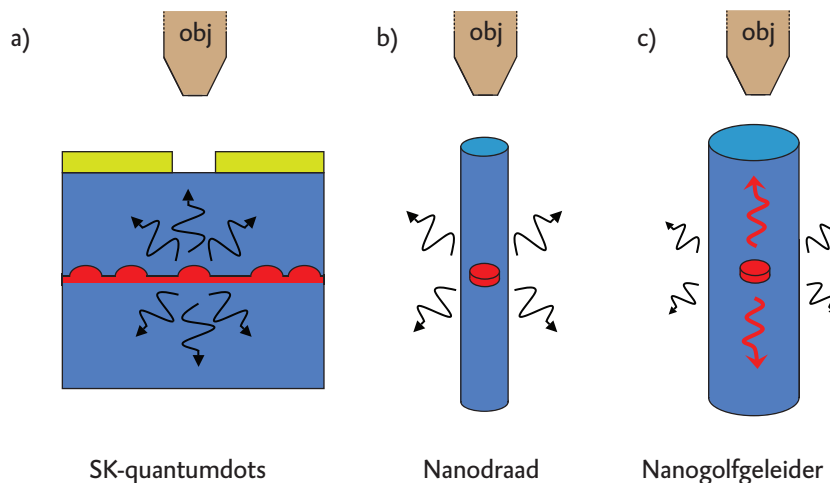 a)
obj
b)
obj
c)
obj
SK-quantumdots
Nanodraad
Nanogolfgeleider